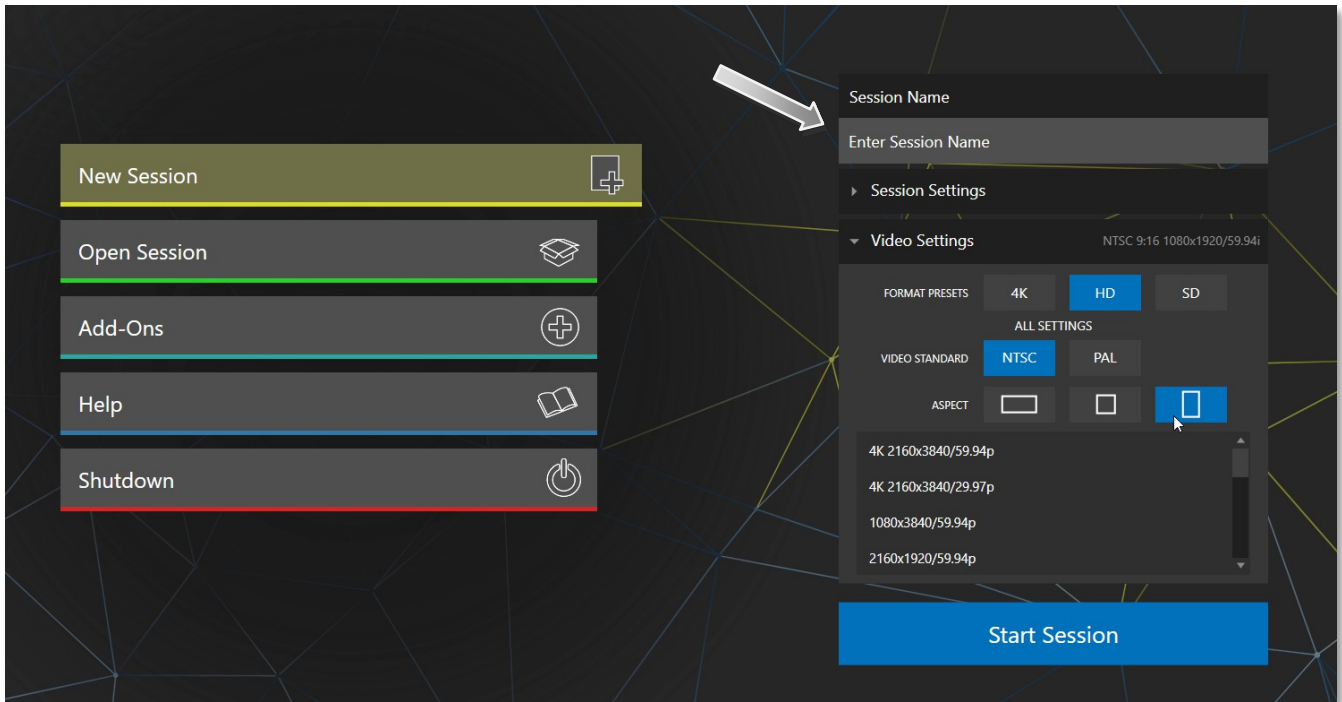 New Session
Open Session
Add-Ons
Help
Shutdown
Session Name
Enter Session Name
Session Settings
Video Settings NTSC 9:16 1080x1920/59.94i
FORMAT PRESETS 4K HD SD
ALL SETTINGS
VIDEO STANDARD NTSC PAL
ASPECT
4K 2160x3840/59.94p
4K 2160x3840/29.97p
1080x3840/59.94p
2160x1920/59.94p
Start Session